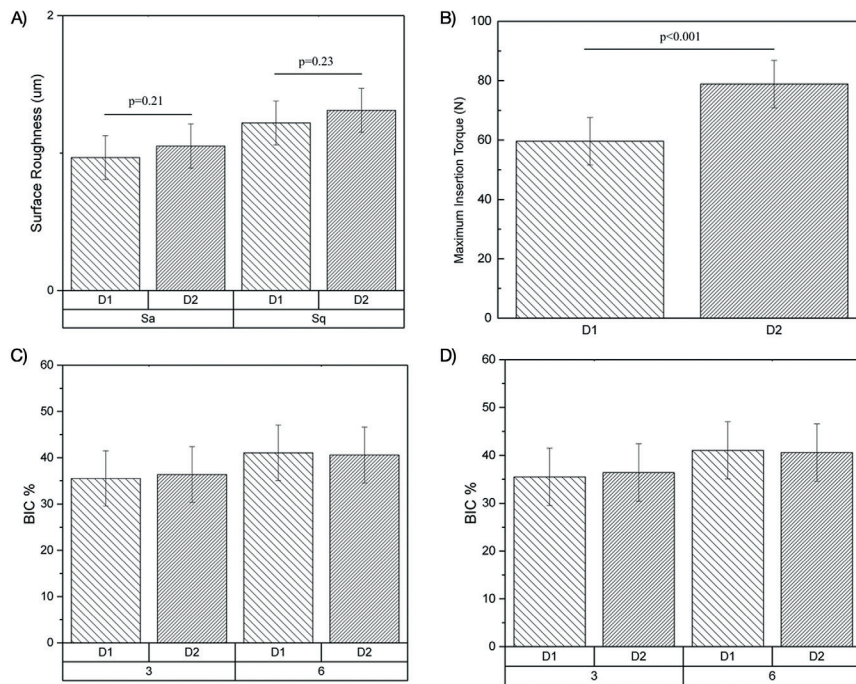 A)
Surface Roughness (um)
2
0
p=0.21
p=0.23
D1 D2 D1 D2
Sa Sq
B)
Maximum Insertion Torque (N)
100
80
60
40
20
0
p<0.001
D1 D2
C)
BIC %
60
50
40
30
20
10
0
D1 D2 D1 D2
3 6
D)
BIC %
60
50
40
30
20
10
0
D1 D2 D1 D2
3 6